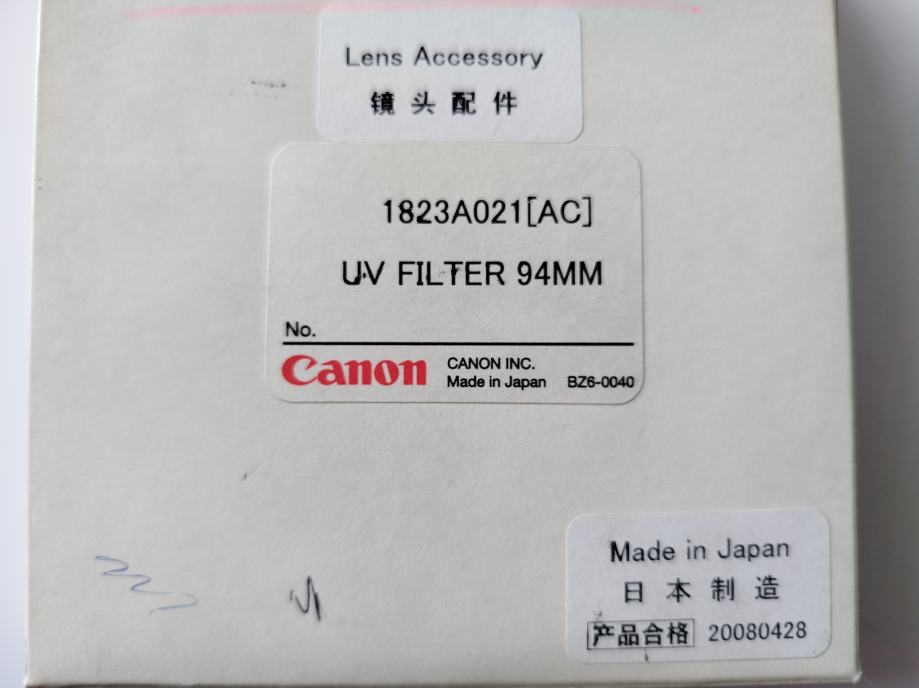 Lens Accessory
镜头配件
1823A021[AC]
UV FILTER 94MM
No.
Canon
CANON INC.
Made in Japan BZ6-0040
Made in Japan
日本制造
产品合格 20080428